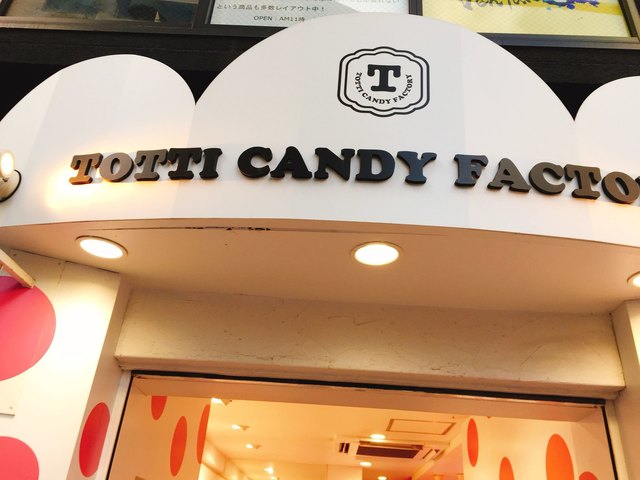 という商品も多数レイアウト中！
OPEN：AM11時
T
TOTTI CANDY FACTORY
TOTTI CANDY FACTO